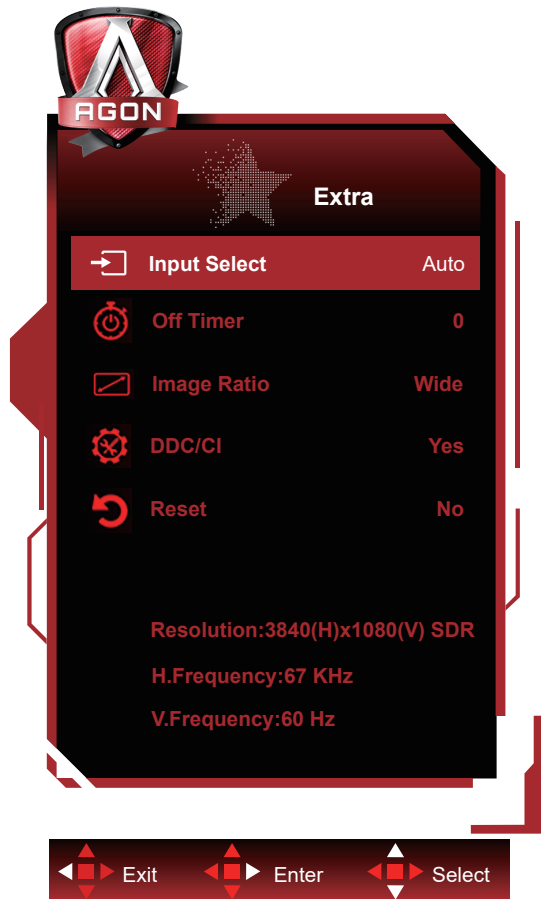 AGON
Extra
Input Select Auto
Off Timer 0
Image Ratio Wide
DDC/CI Yes
Reset No
Resolution:3840(H)x1080(V) SDR
H.Frequency:67 KHz
V.Frequency:60 Hz
Exit Enter Select